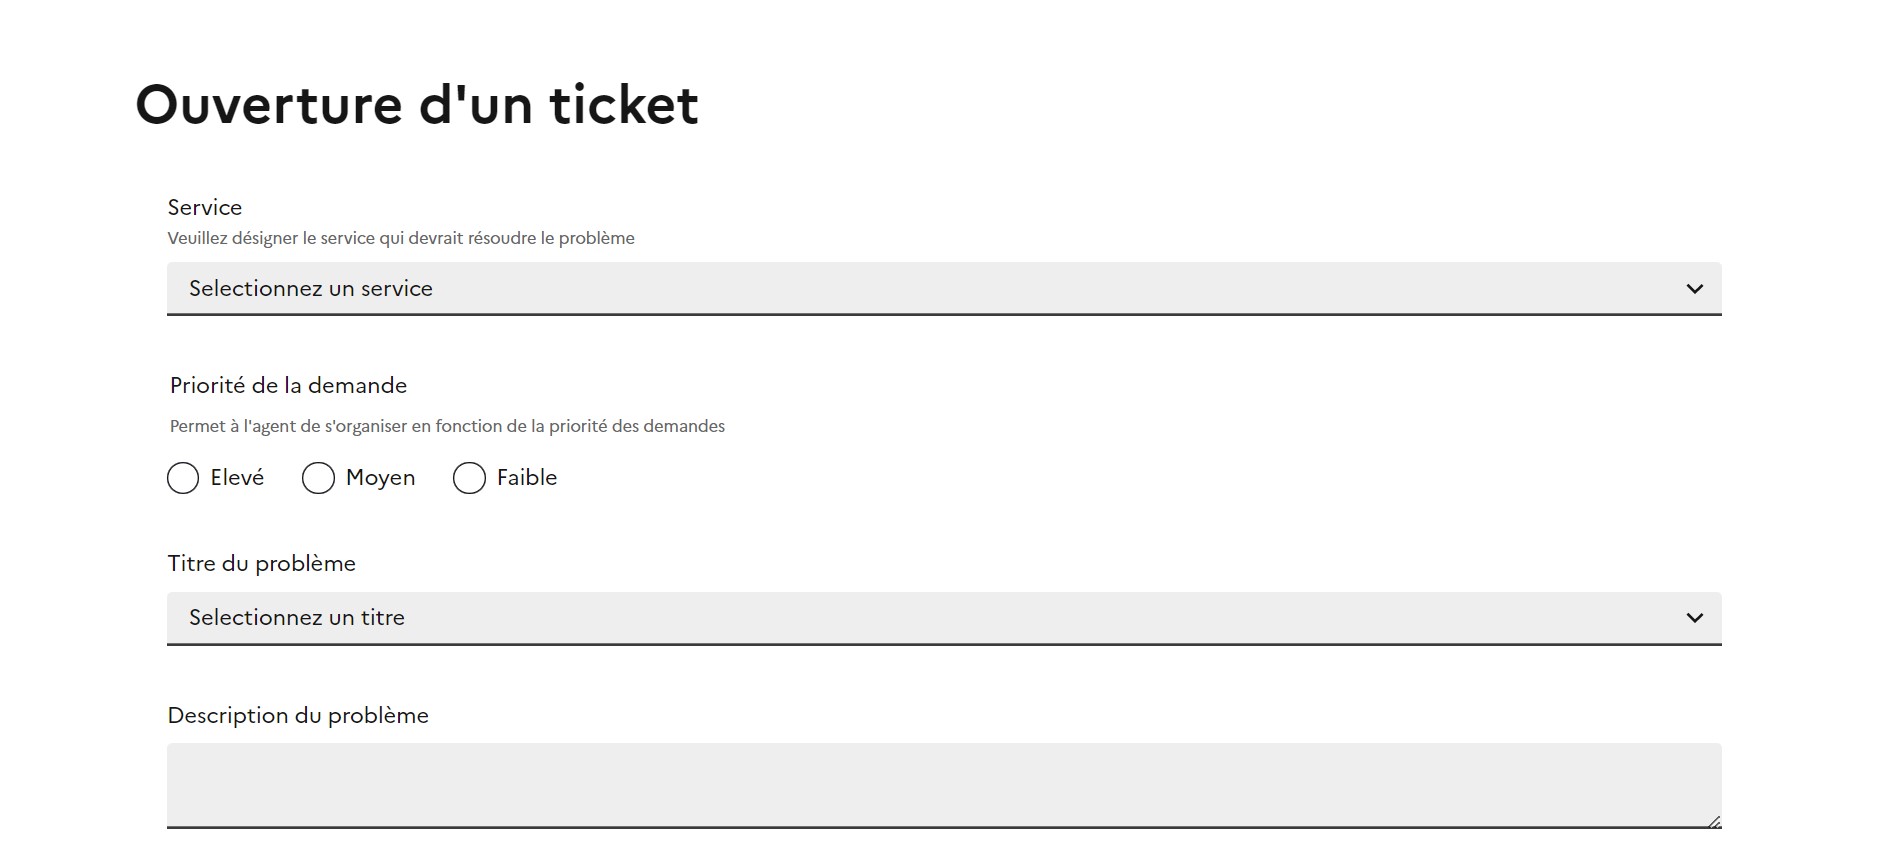 Ouverture d'un ticket
Service
Veuillez désigner le service qui devrait résoudre le problème
Selectionnez un service
Priorité de la demande
Permet à l'agent de s'organiser en fonction de la priorité des demandes
Elevé Moyen Faible
Titre du problème
Selectionnez un titre
Description du problème